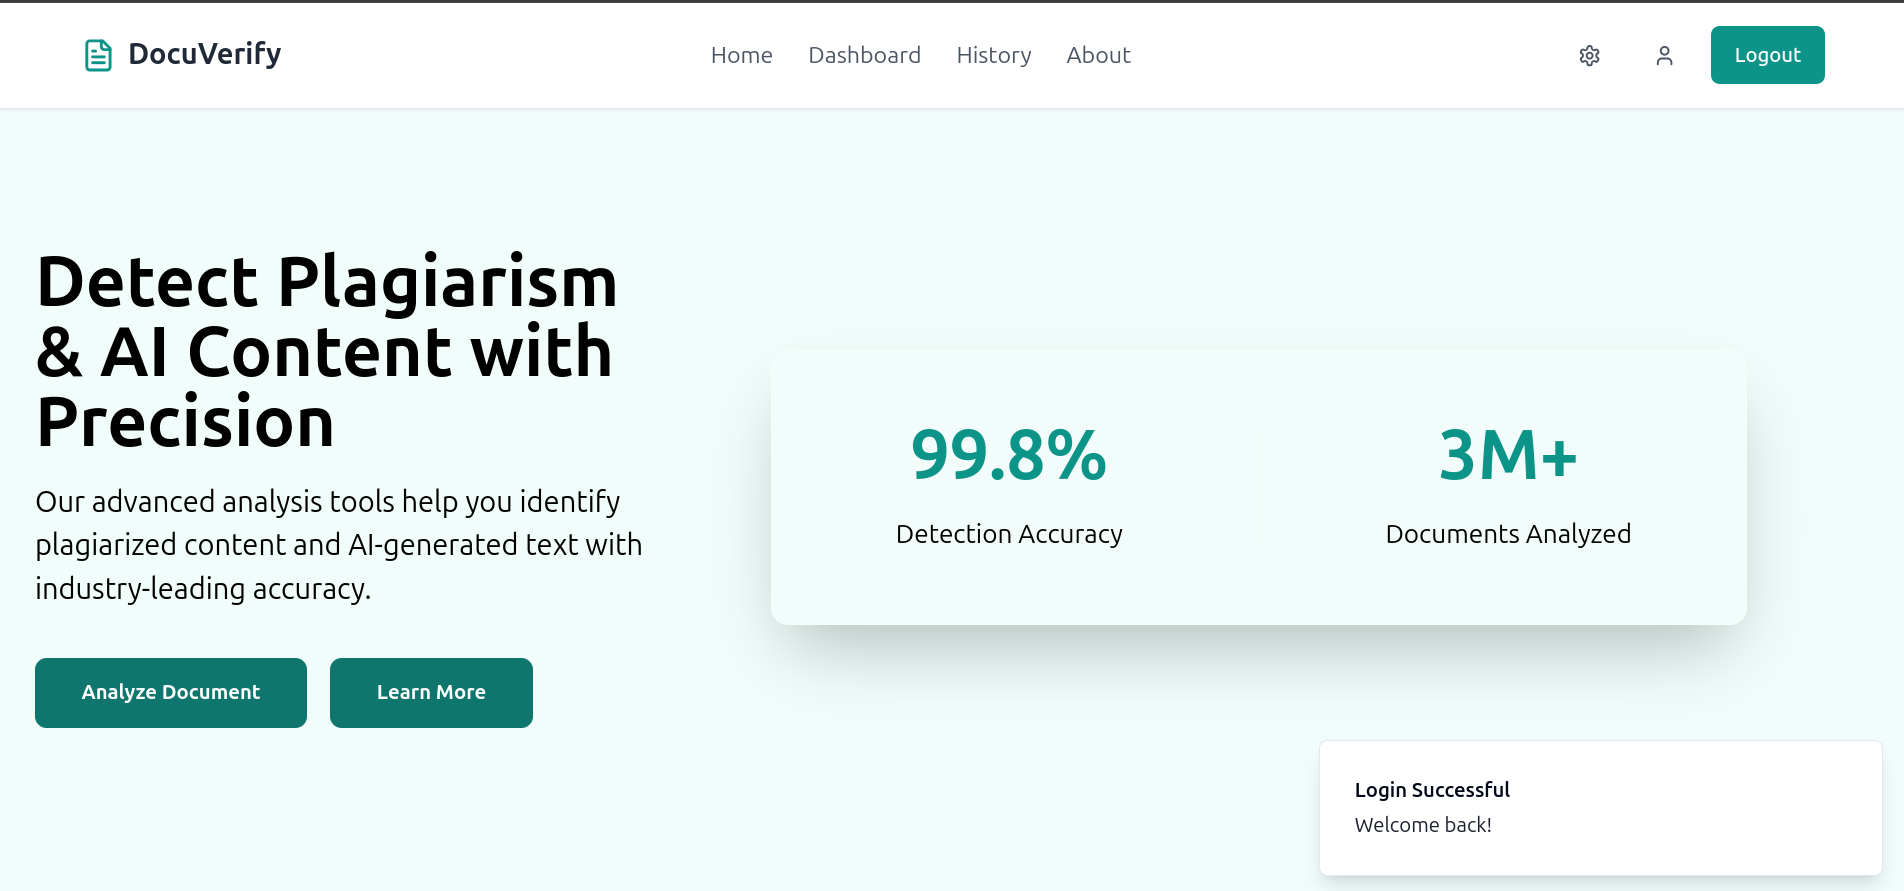 DocuVerify
Home
Dashboard
History
About
Logout
Detect Plagiarism
& AI Content with
Precision
Our advanced analysis tools help you identify
plagiarized content and AI-generated text with
industry-leading accuracy.
Analyze Document
Learn More
99.8%
Detection Accuracy
3M+
Documents Analyzed
Login Successful
Welcome back!